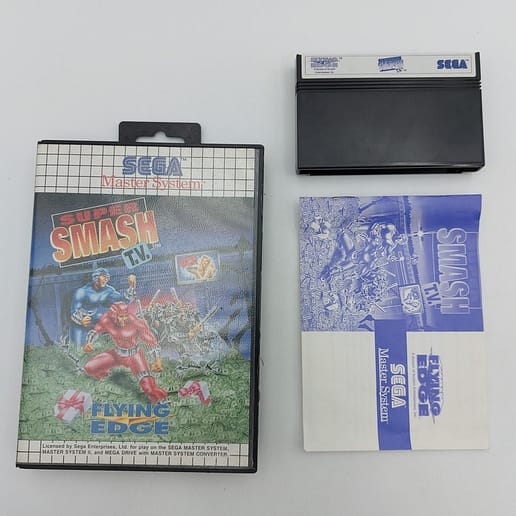 SEGA
Master System
SUPER
SMASH
T.V.
FLYING
EDGE
Licensed by Sega Enterprises, Ltd. for play on the SEGA MASTER SYSTEM,
MASTER SYSTEM II, and MEGA DRIVE with MASTER SYSTEM CONVERTER.
SEGA
SMASH
T.V.
SEGA
Master System
FLYING
EDGE